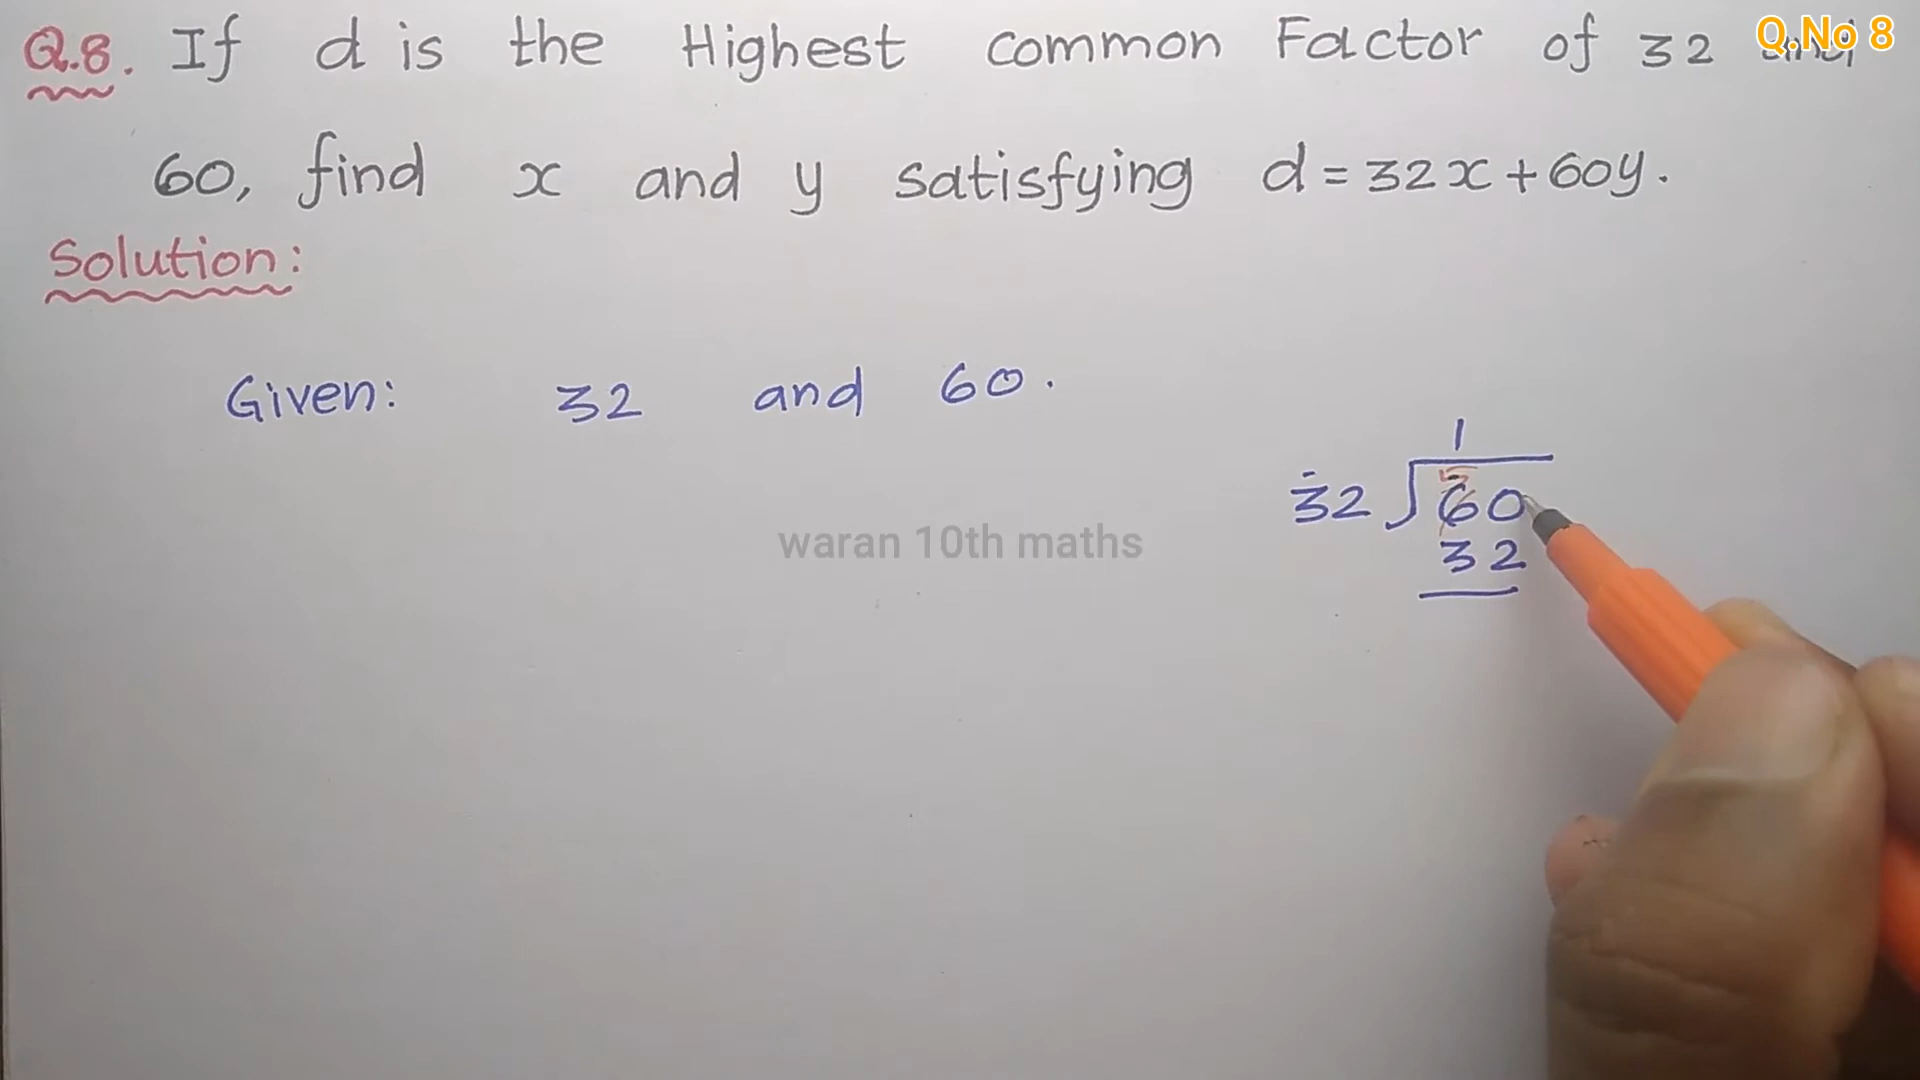 Q.8. If d is the Highest common Factor of 32
Q.No 8
60, find x and y satisfying d = 32x + 60y.
Solution:
Given: 32 and 60.
1
32 60
32
waran 10th maths